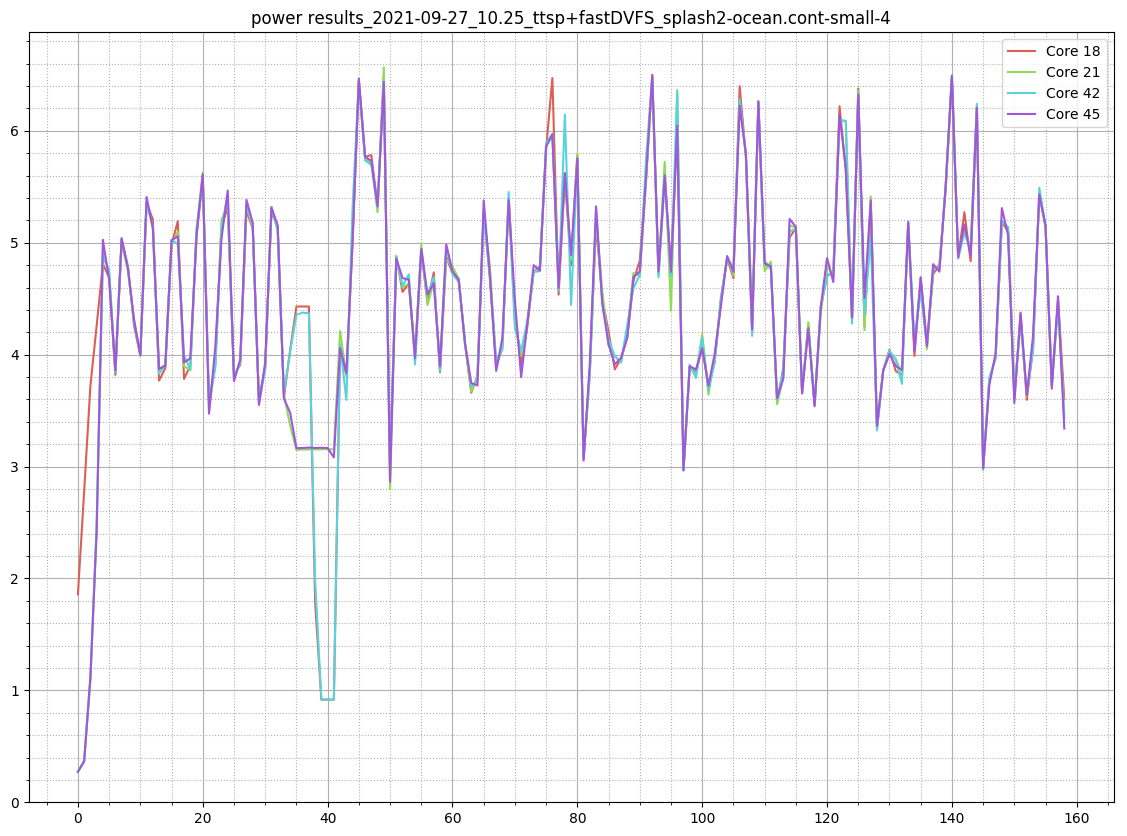 power results_2021-09-27_10.25_ttsp+fastDVFS_splash2-ocean.cont-small-4
Core 18
Core 21
Core 42
Core 45
6
5
4
3
2
1
0
0 20 40 60 80 100 120 140 160